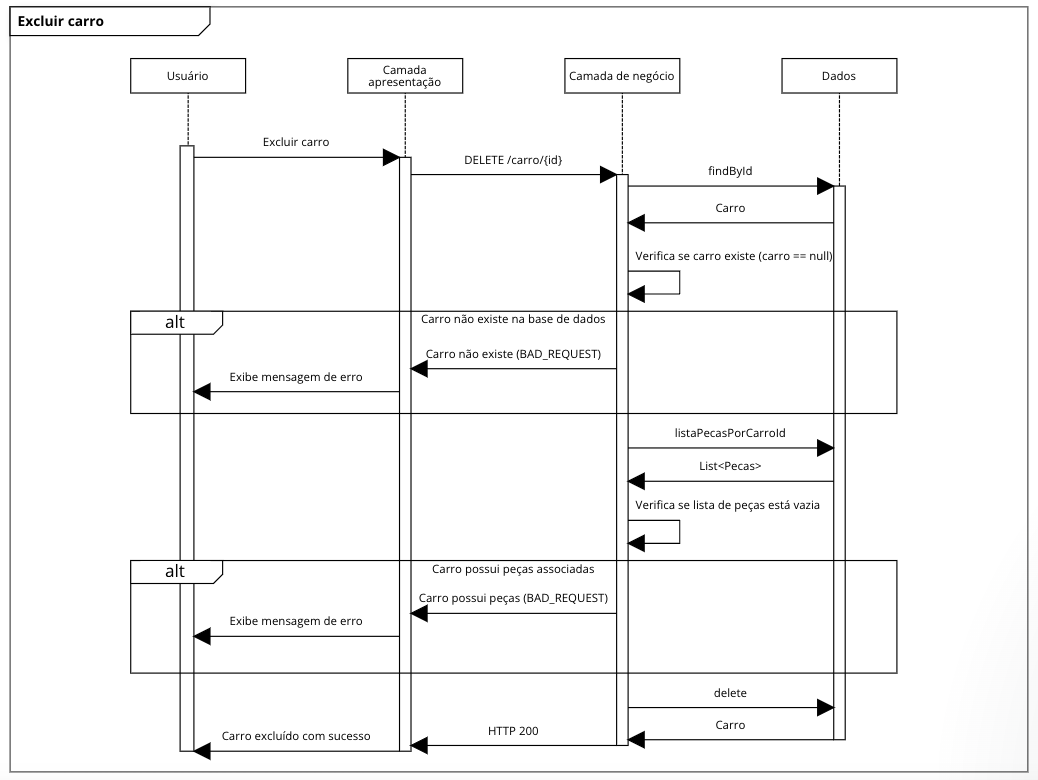 Excluir carro
Usuário
Camada
apresentação
Camada de negócio
Dados
Excluir carro
DELETE /carro/{id}
findById
Carro
Verifica se carro existe (carro == null)
alt
Carro não existe na base de dados
Carro não existe (BAD_REQUEST)
Exibe mensagem de erro
listaPecasPorCarroId
List<Pecas>
Verifica se lista de peças está vazia
alt
Carro possui peças associadas
Carro possui peças (BAD_REQUEST)
Exibe mensagem de erro
delete
Carro
HTTP 200
Carro excluído com sucesso